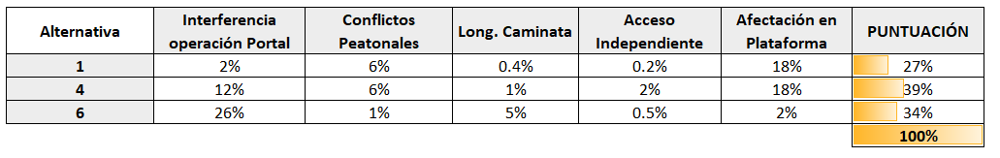 Alternativa Interferencia operación Portal Conflictos Peatonales Long. Caminata Acceso Independiente Afectación en Plataforma PUNTUACIÓN
1 2% 6% 0.4% 0.2% 18% 27%
4 12% 6% 1% 2% 18% 39%
6 26% 1% 5% 0.5% 2% 34%
100%